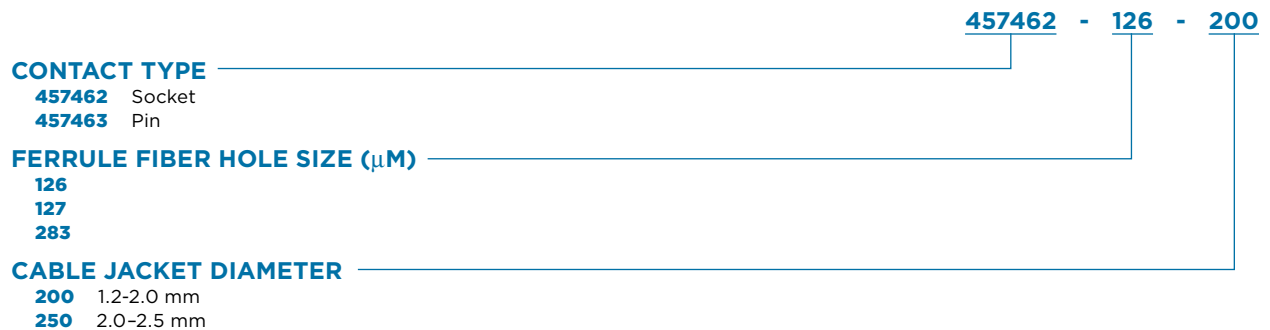 457462 - 126 - 200
CONTACT TYPE
457462 Socket
457463 Pin
FERRULE FIBER HOLE SIZE (μM)
126
127
283
CABLE JACKET DIAMETER
200 1.2-2.0 mm
250 2.0–2.5 mm